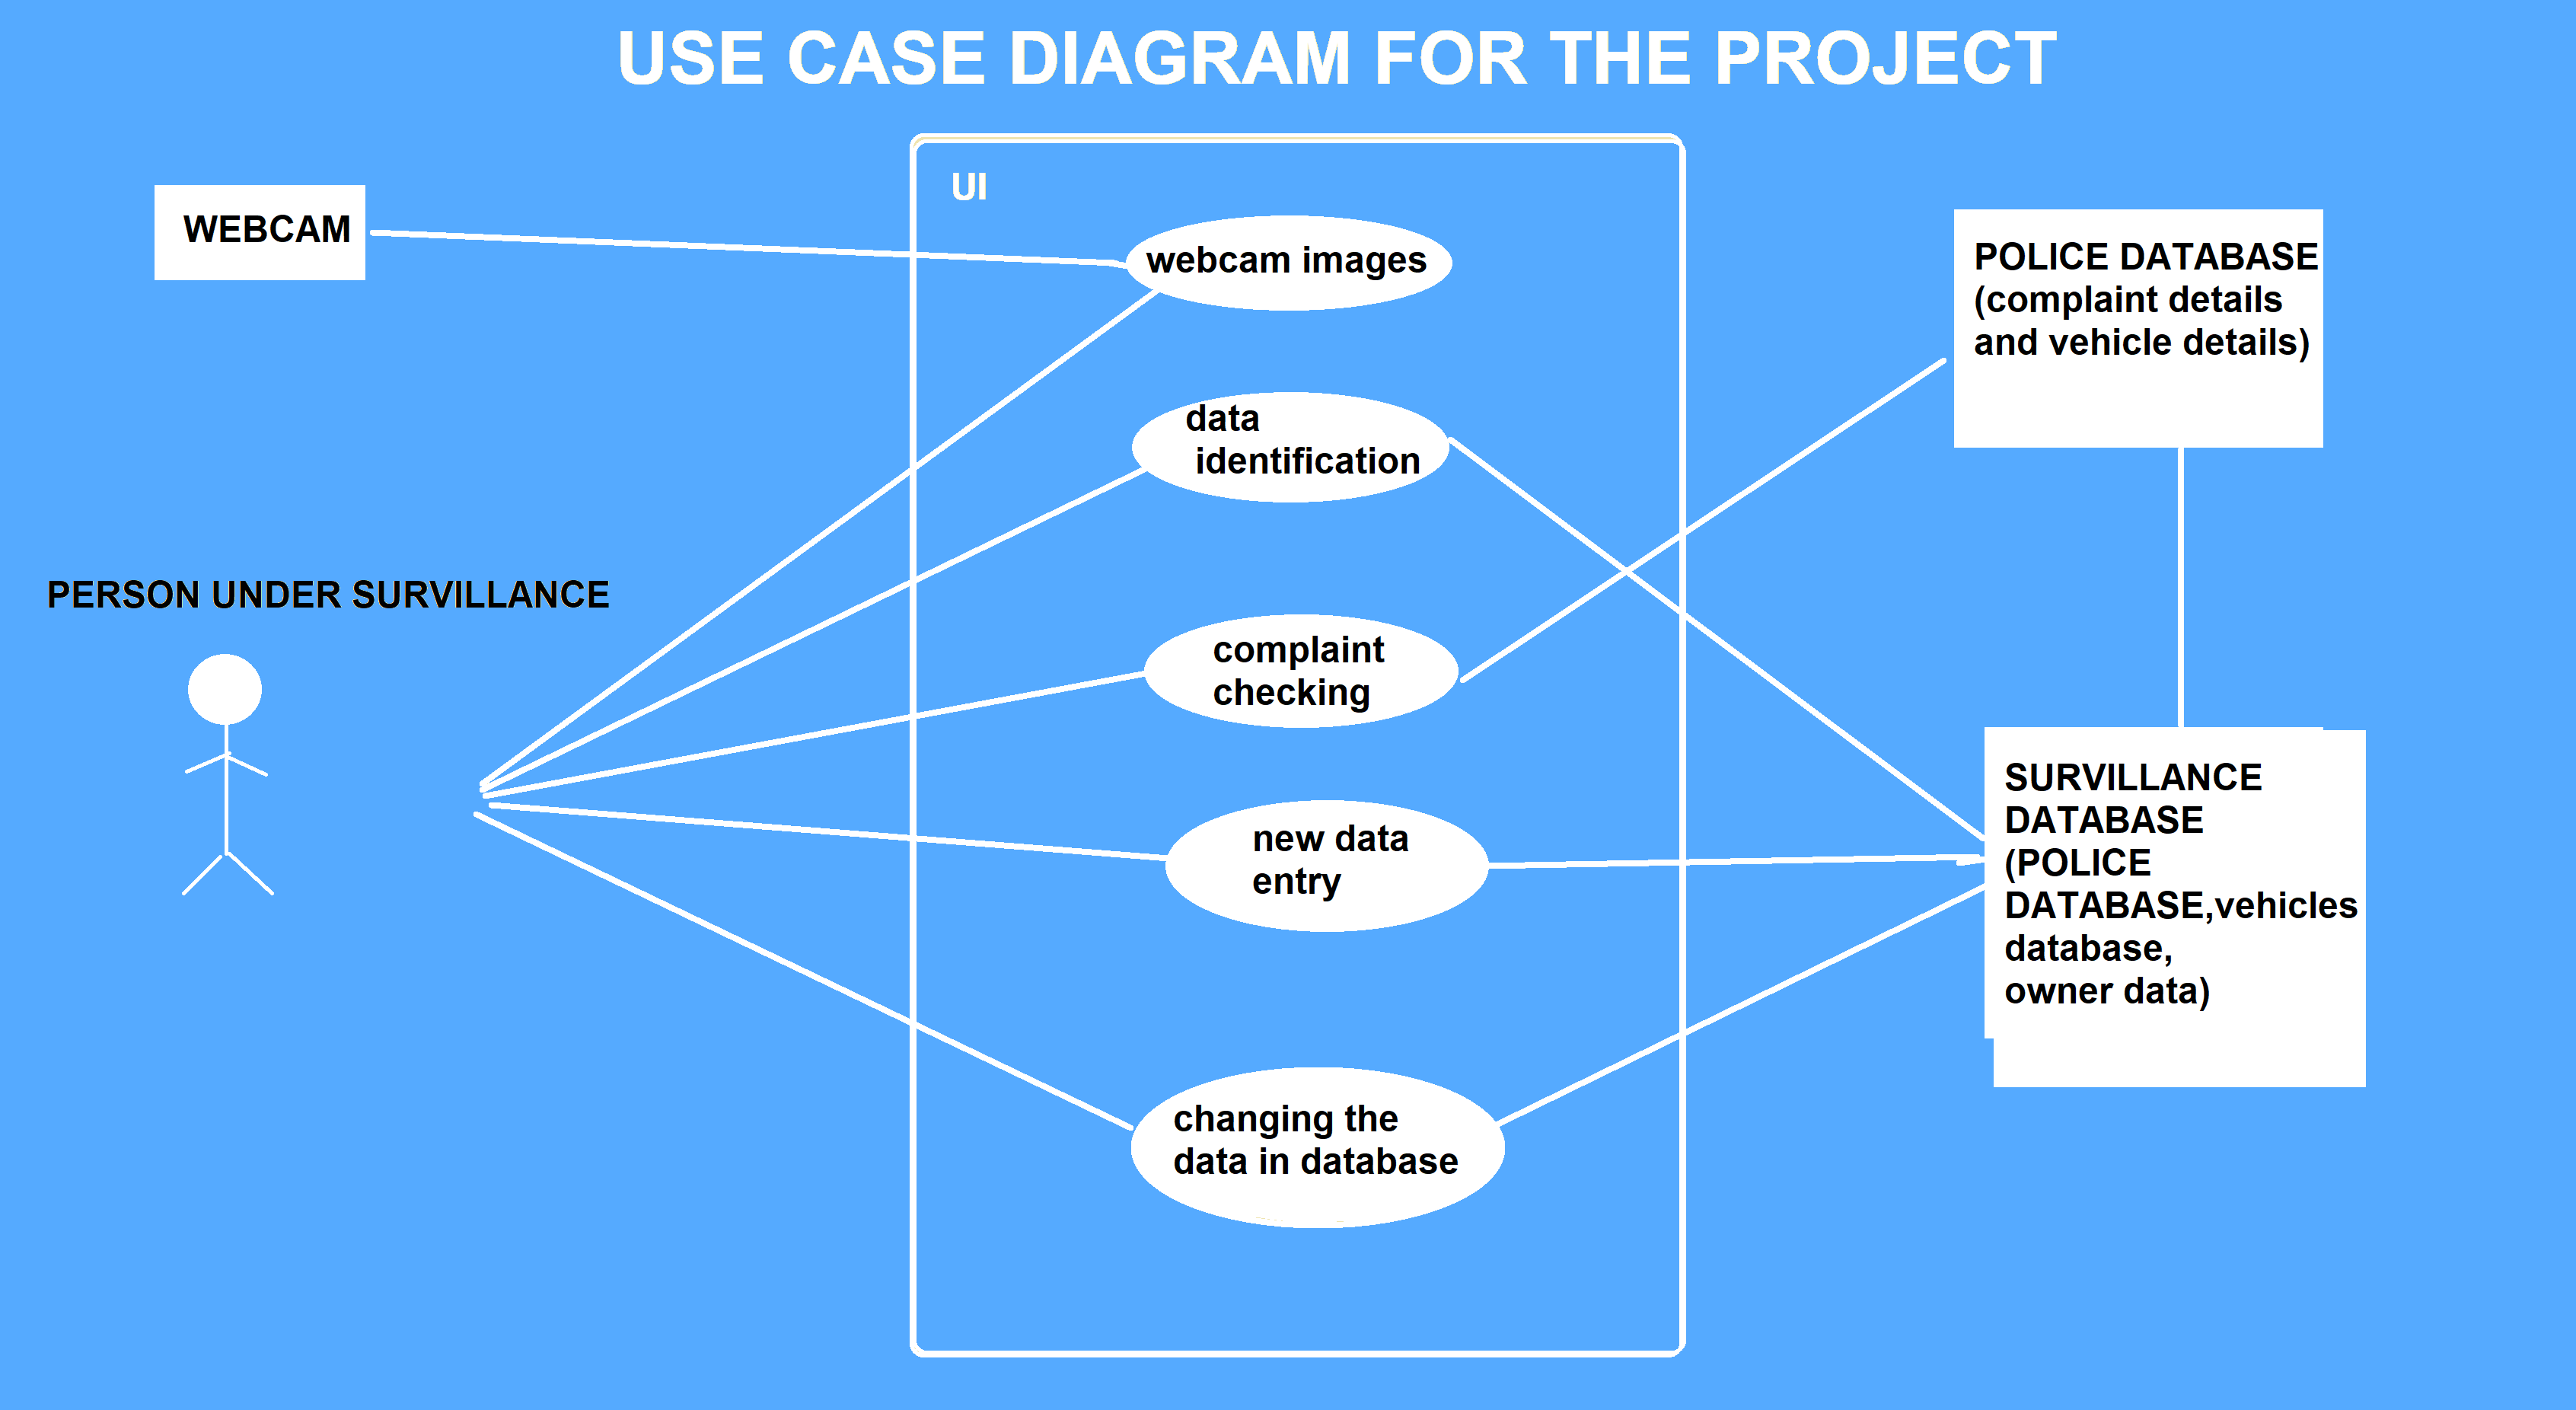 USE CASE DIAGRAM FOR THE PROJECT
UI
WEBCAM
webcam images
POLICE DATABASE
(complaint details
and vehicle details)
data
identification
PERSON UNDER SURVILLANCE
complaint
checking
new data
entry
SURVILLANCE
DATABASE
(POLICE
DATABASE,vehicles
database,
owner data)
changing the
data in database